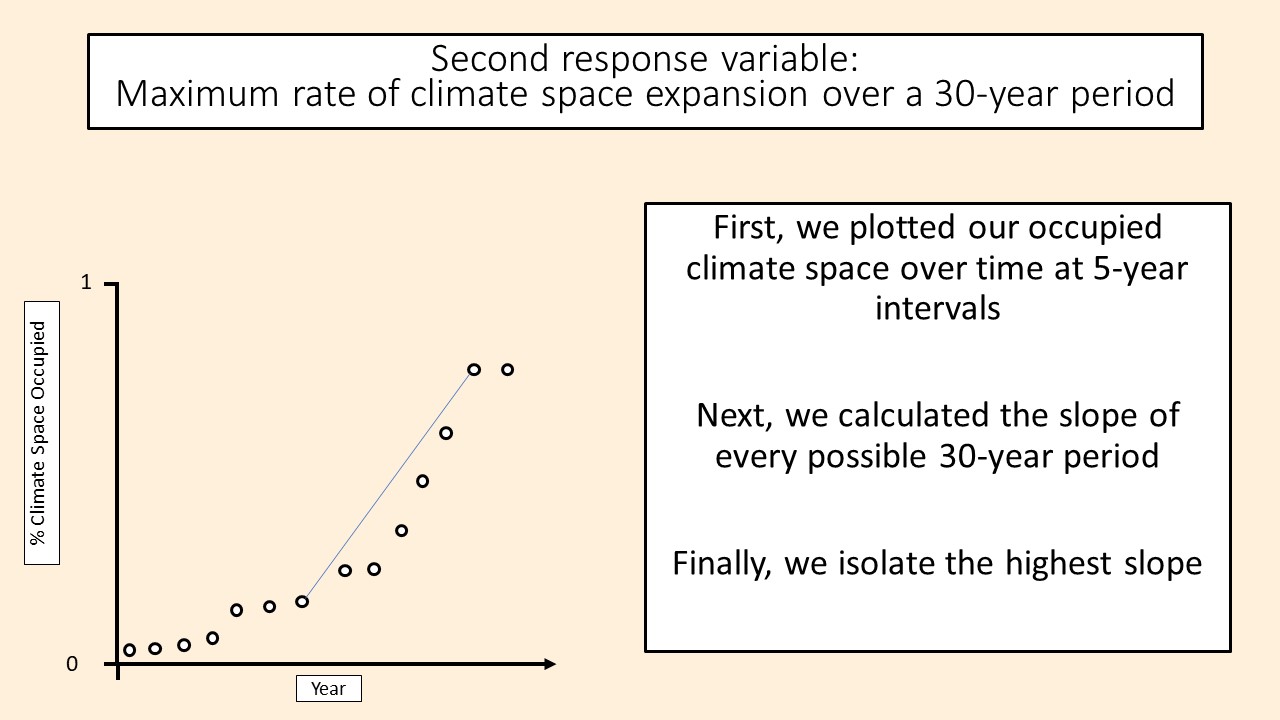 Second response variable:
Maximum rate of climate space expansion over a 30-year period
First, we plotted our occupied
climate space over time at 5-year
intervals
Next, we calculated the slope of
every possible 30-year period
Finally, we isolate the highest slope
1
% Climate Space Occupied
0
Year